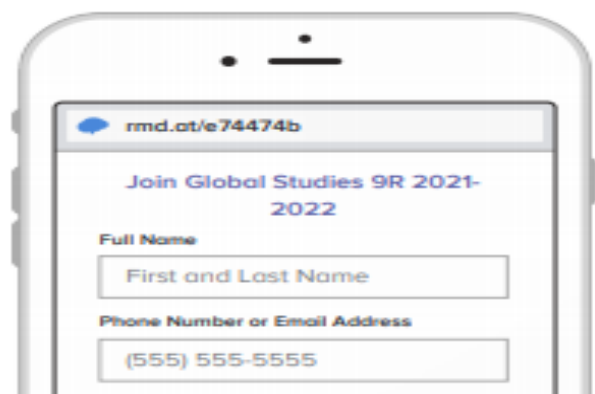 rmd.at/e74474b
Join Global Studies 9R 2021-
2022
Full Name
First and Last Name
Phone Number or Email Address
(555) 555-5555